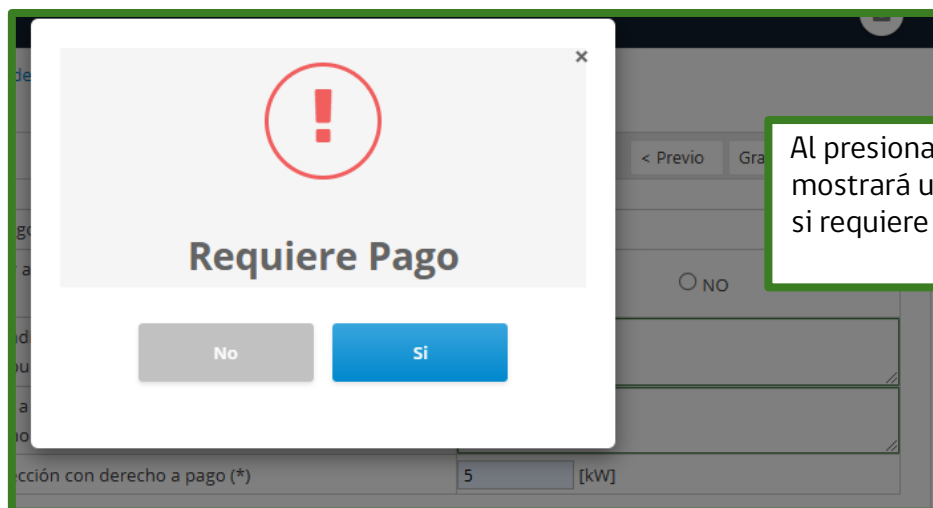 ×
Requiere Pago
No
Si
< Previo
Al presiona
mostrará u
si requiere
NO
ección con derecho a pago (*)
5
[kW]